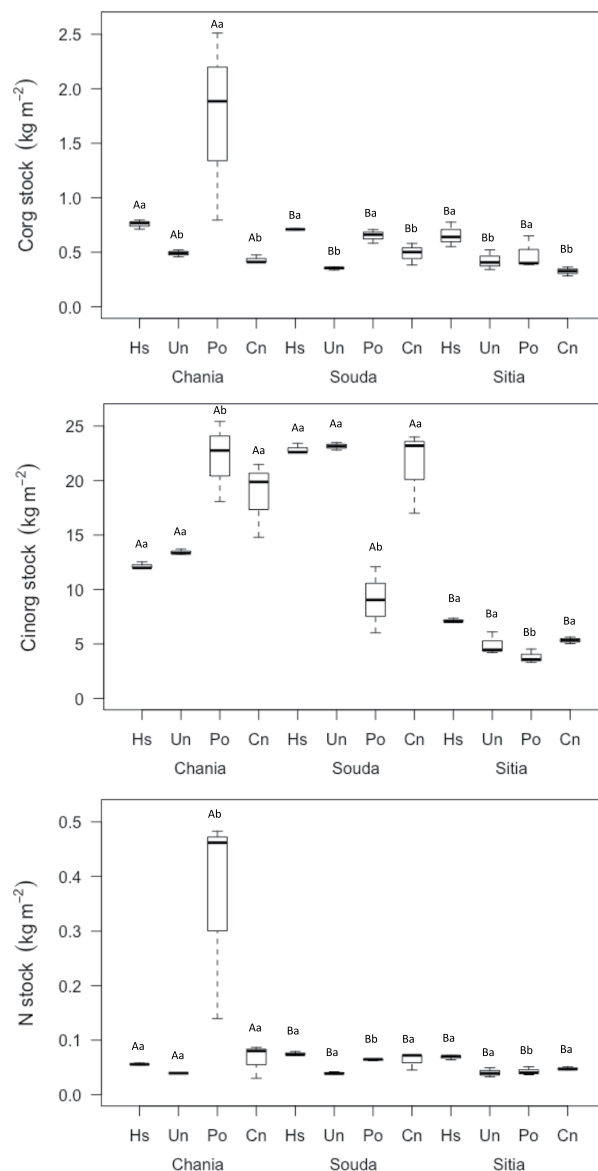 Corg stock (kg m⁻²)
2.5
2.0
1.5
1.0
0.5
0.0
Aa Ab Aa Ab Ba Bb Ba Bb Ba Bb Ba Bb
Hs Un Po Cn Hs Un Po Cn Hs Un Po Cn
Chania Souda Sitia
Cinorg stock (kg m⁻²)
25
20
15
10
5
0
Aa Aa Ab Aa Aa Aa Ab Aa Ba Ba Bb Ba
Hs Un Po Cn Hs Un Po Cn Hs Un Po Cn
Chania Souda Sitia
N stock (kg m⁻²)
0.5
0.4
0.3
0.2
0.1
0.0
Aa Aa Ab Aa Ba Ba Bb Ba Ba Ba Bb Ba
Hs Un Po Cn Hs Un Po Cn Hs Un Po Cn
Chania Souda Sitia